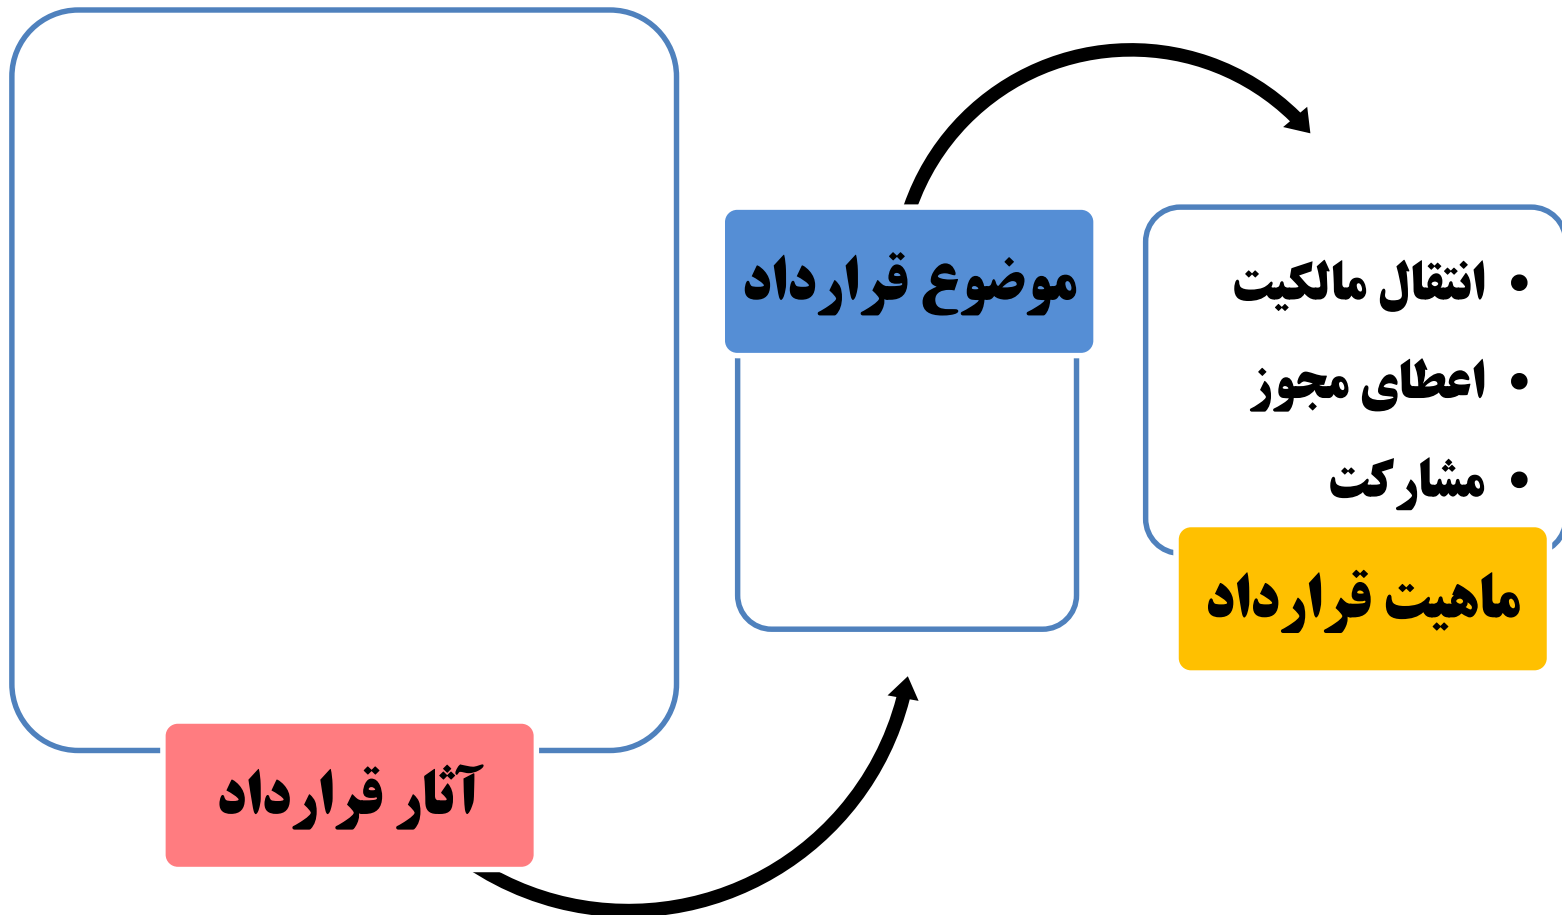 موضوع قرارداد
• انتقال مالکیت
• اعطای مجوز
• مشارکت
ماهیت قرارداد
آثار قرارداد